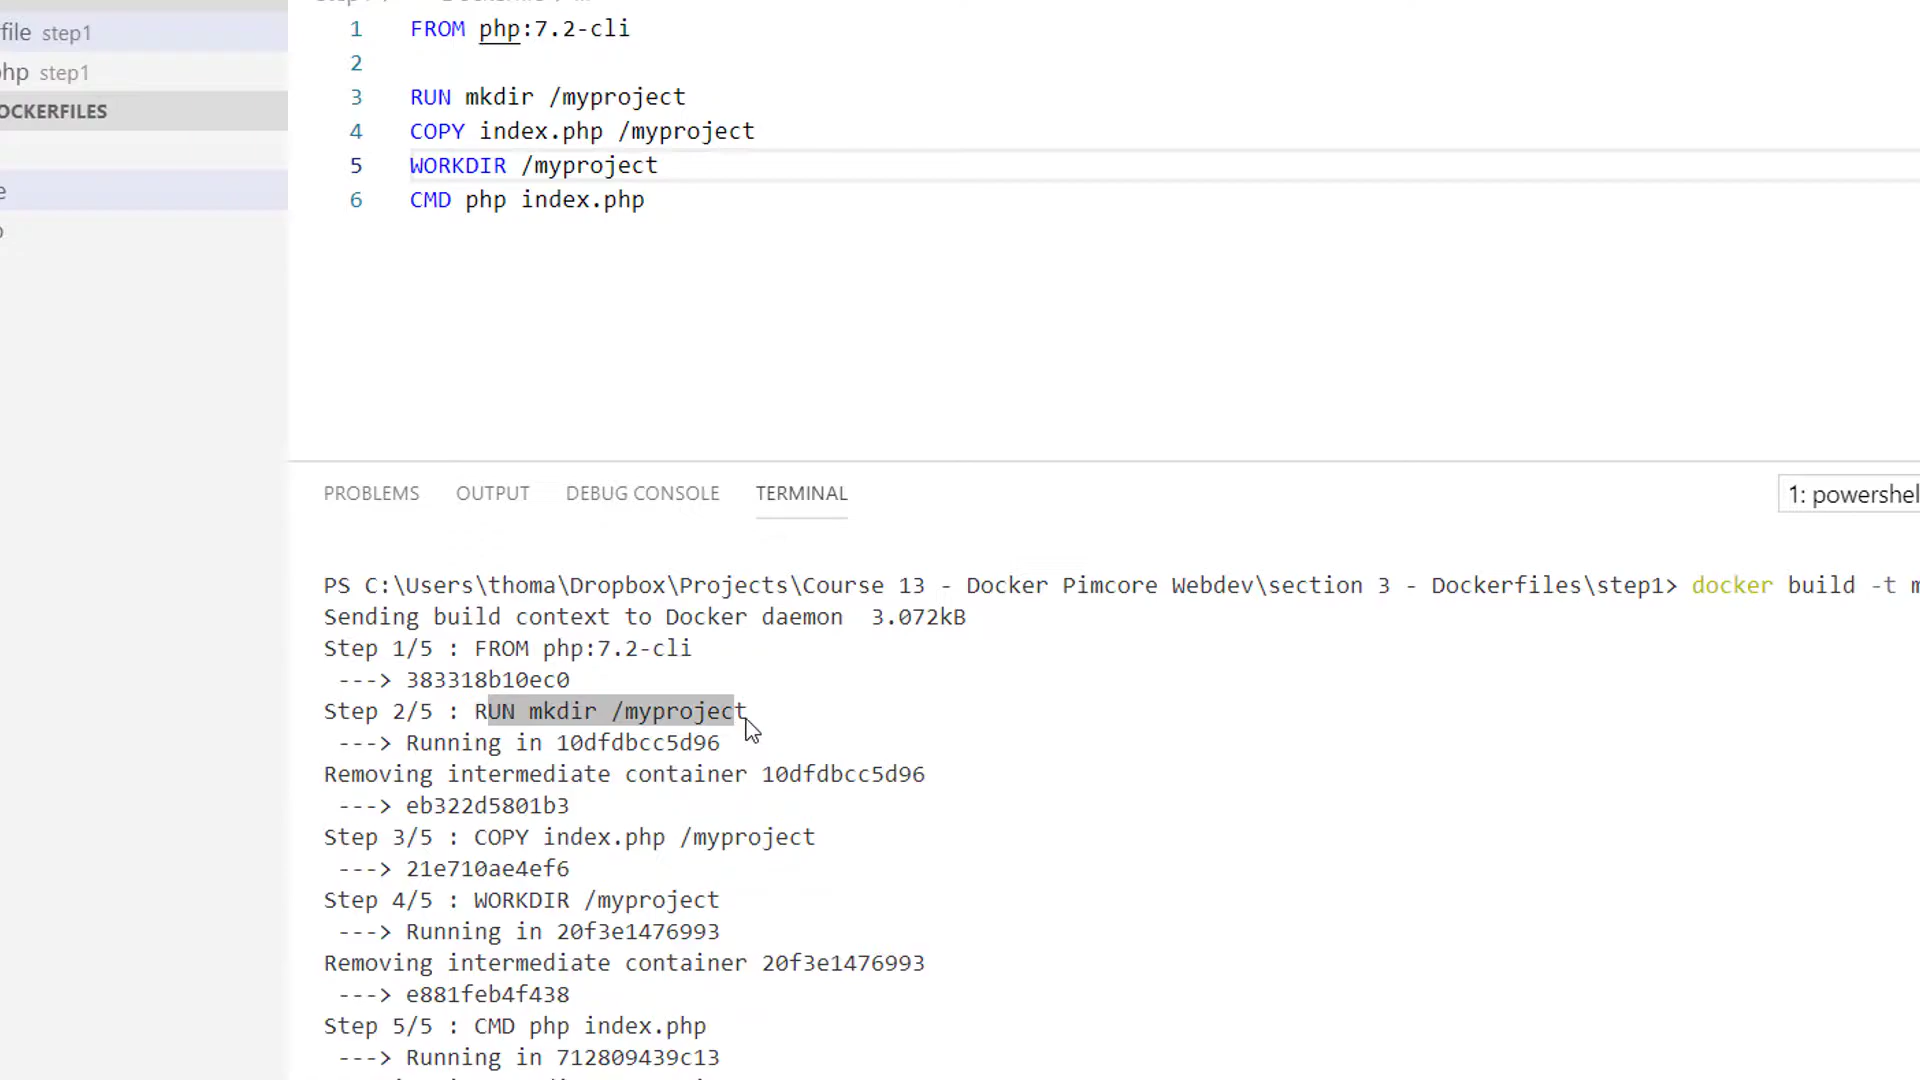 file step1
hp step1
OCKERFILES
e
1 FROM php:7.2-cli
2
3 RUN mkdir /myproject
4 COPY index.php /myproject
5 WORKDIR /myproject
6 CMD php index.php
PROBLEMS OUTPUT DEBUG CONSOLE TERMINAL
1: powershel
PS C:\Users\thoma\Dropbox\Projects\Course 13 - Docker Pimcore Webdev\section 3 - Dockerfiles\step1> docker build -t
Sending build context to Docker daemon 3.072kB
Step 1/5 : FROM php:7.2-cli
---> 383318b10ec0
Step 2/5 : RUN mkdir /myproject
---> Running in 10dfdbcc5d96
Removing intermediate container 10dfdbcc5d96
---> eb322d5801b3
Step 3/5 : COPY index.php /myproject
---> 21e710ae4ef6
Step 4/5 : WORKDIR /myproject
---> Running in 20f3e1476993
Removing intermediate container 20f3e1476993
---> e881feb4f438
Step 5/5 : CMD php index.php
---> Running in 712809439c13